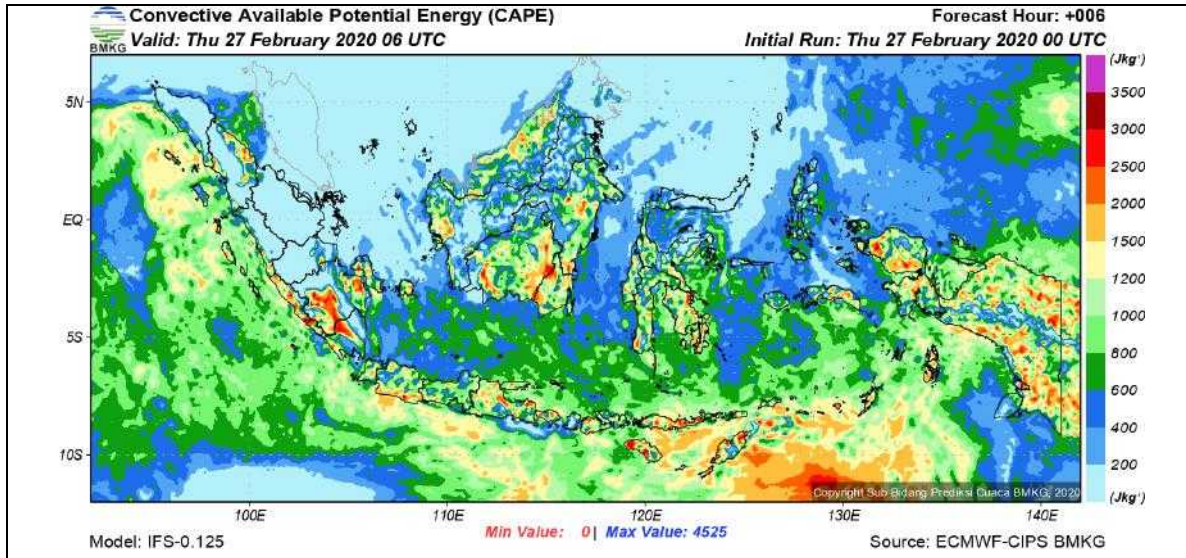 Convective Available Potential Energy (CAPE)
Forecast Hour: +006
BMKG
Valid: Thu 27 February 2020 06 UTC
Initial Run: Thu 27 February 2020 00 UTC
(Jkg⁻¹)
5N
3500
3000
2500
2000
EQ
1500
1200
1000
5S
800
600
400
10S
200
Copyright Sub Bidang Prediksi Cuaca BMKG, 2020
(Jkg⁻¹)
100E 110E 120E 130E 140E
Min Value: 0| Max Value: 4525
Model: IFS-0.125
Source: ECMWF-CIPS BMKG